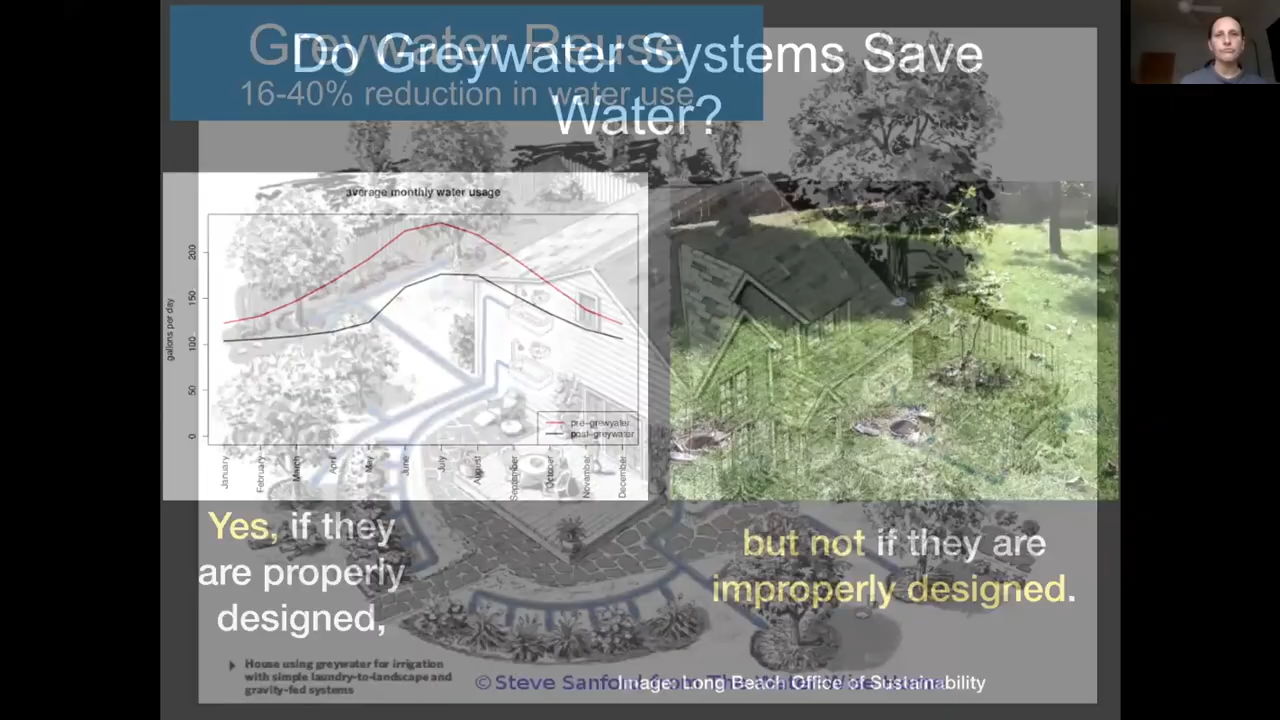 Greywater Reuse
16-40% reduction in water use
Do Greywater Systems Save
Water?
average monthly water usage
gallons per day
200
150
100
50
0
January
February
March
April
May
June
July
August
September
October
November
December
pre-greywater
post-greywater
Yes, if they
are properly
designed,
but not if they are
improperly designed.
House using greywater for irrigation
with simple laundry-to-landscape and
gravity-fed systems
© Steve Sanford
Image: Long Beach Office of Sustainability